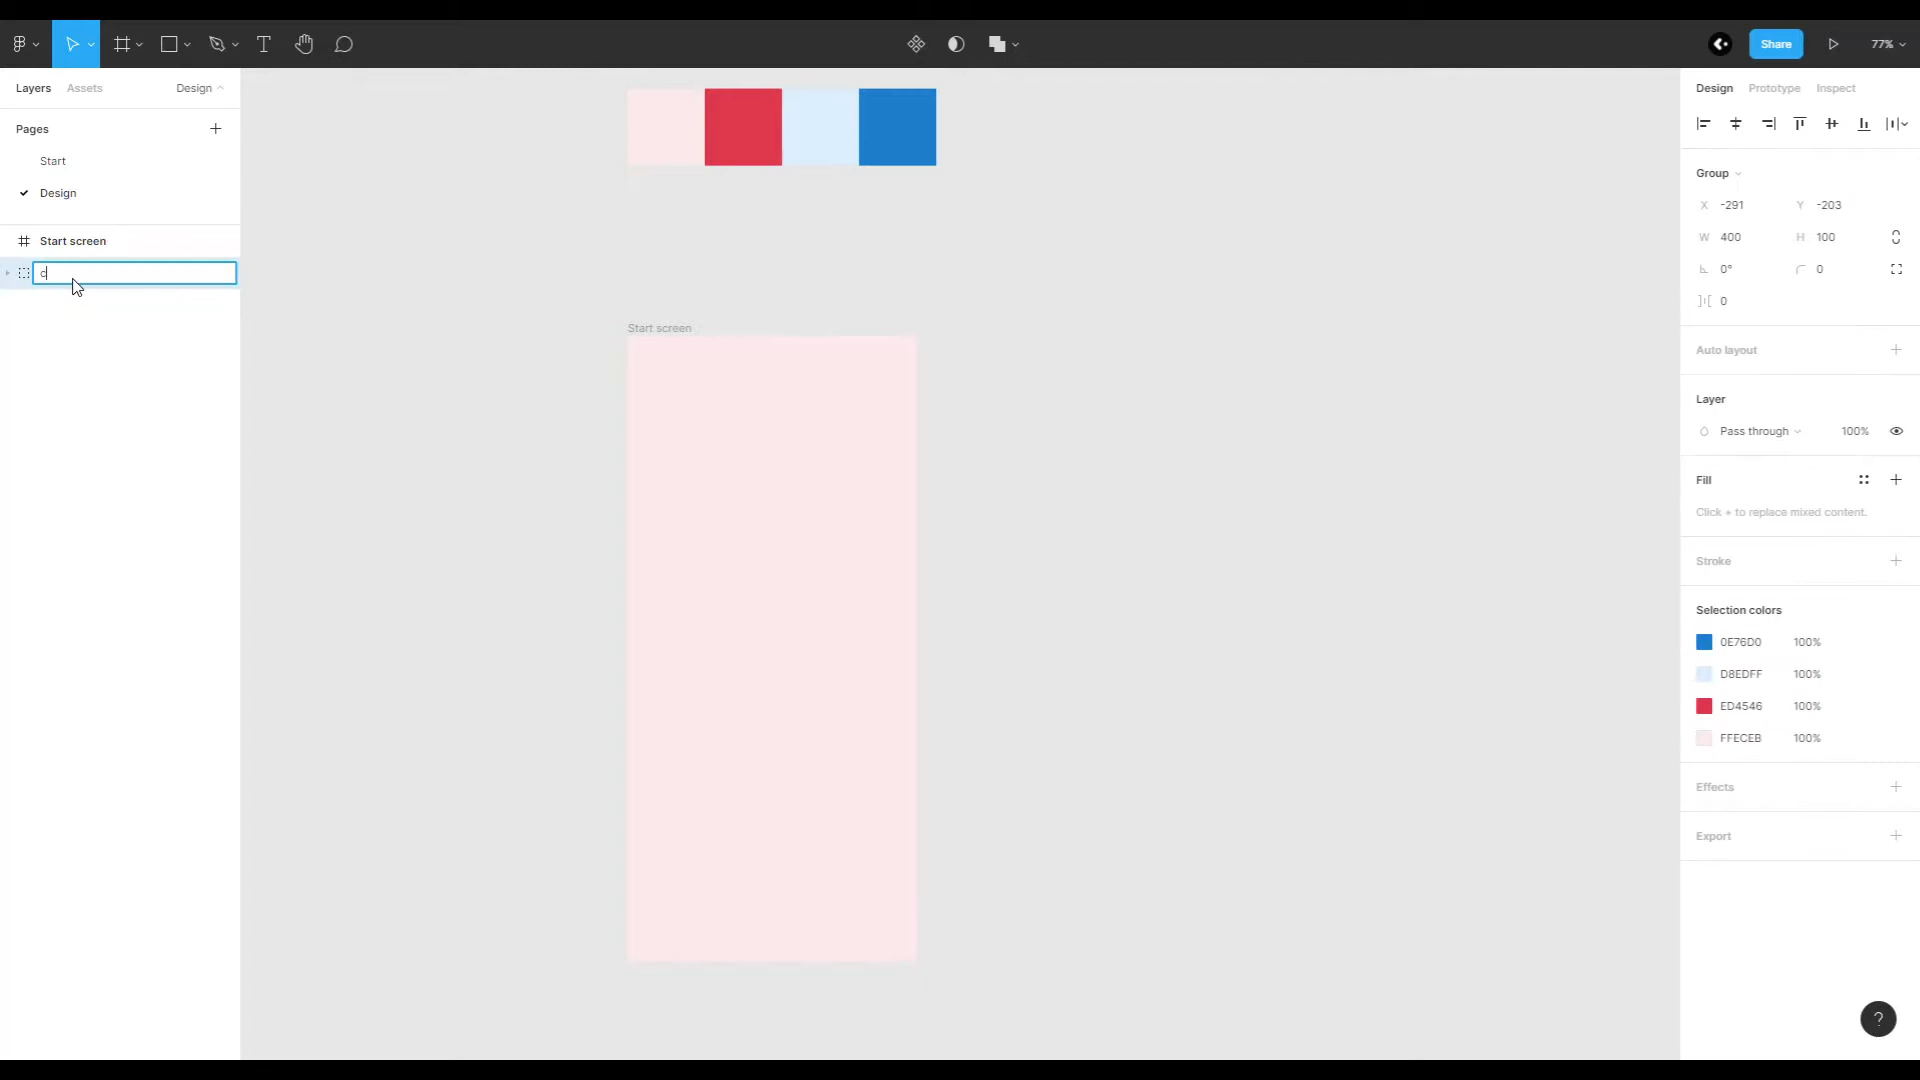 Share
77%
Layers
Assets
Design
Pages
Start
Design
Start screen
c
Start screen
Design
Prototype
Inspect
Group
X -291
Y -203
W 400
H 100
0°
0
0
Auto layout
Layer
Pass through
100%
Fill
Click + to replace mixed content.
Stroke
Selection colors
0E76D0 100%
D8EDFF 100%
ED4546 100%
FFECEB 100%
Effects
Export
?